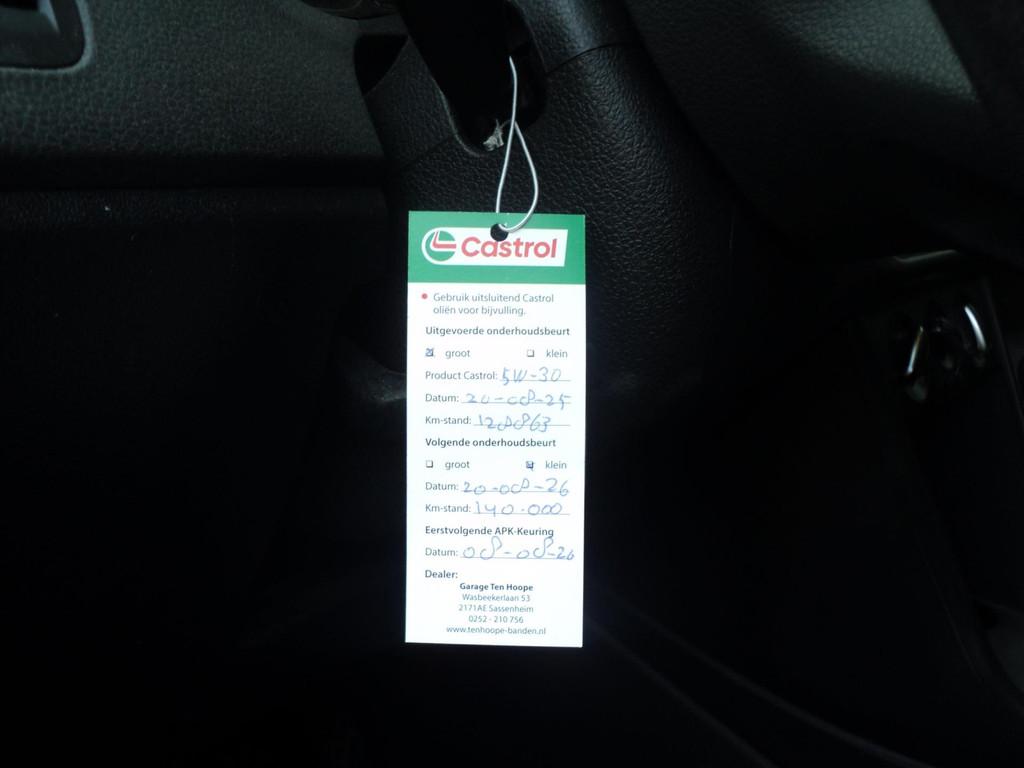 Castrol
Gebruik uitsluitend Castrol
oliën voor bijvulling.
Uitgevoerde onderhoudsbeurt
groot klein
Product Castrol: 5W-30
Datum: 20-08-25
Km-stand: 128863
Volgende onderhoudsbeurt
groot klein
Datum: 20-08-26
Km-stand: 140.000
Eerstvolgende APK-Keuring
Datum: 08-08-26
Dealer:
Garage Ten Hoope
Wasbeekerlaan 53
2171AE Sassenheim
0252 - 210 756
www.tenhoope-banden.nl